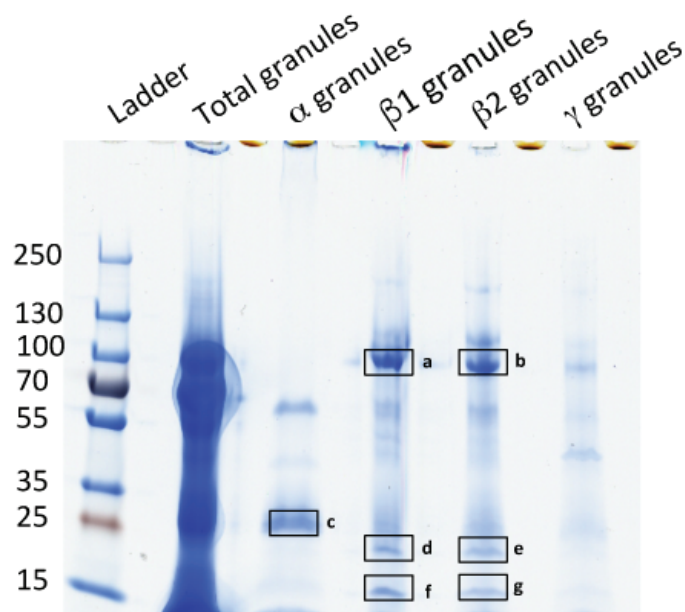 Ladder
Total granules
α granules
β1 granules
β2 granules
γ granules
250
130
100
70
55
35
25
15
a
b
c
d
e
f
g